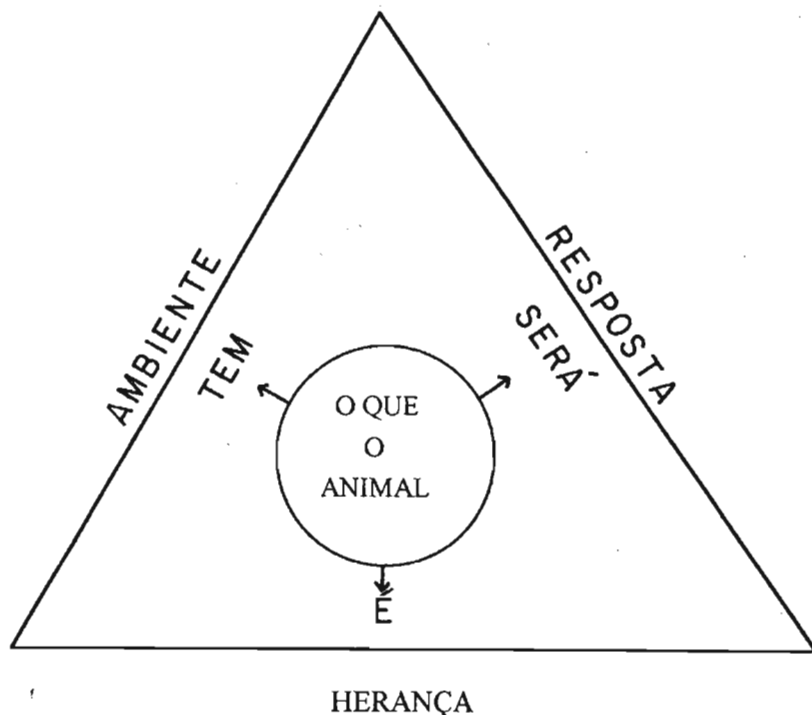 AMBIENTE
RESPOSTA
TEM
SERÁ
O QUE
O
ANIMAL
É
HERANÇA